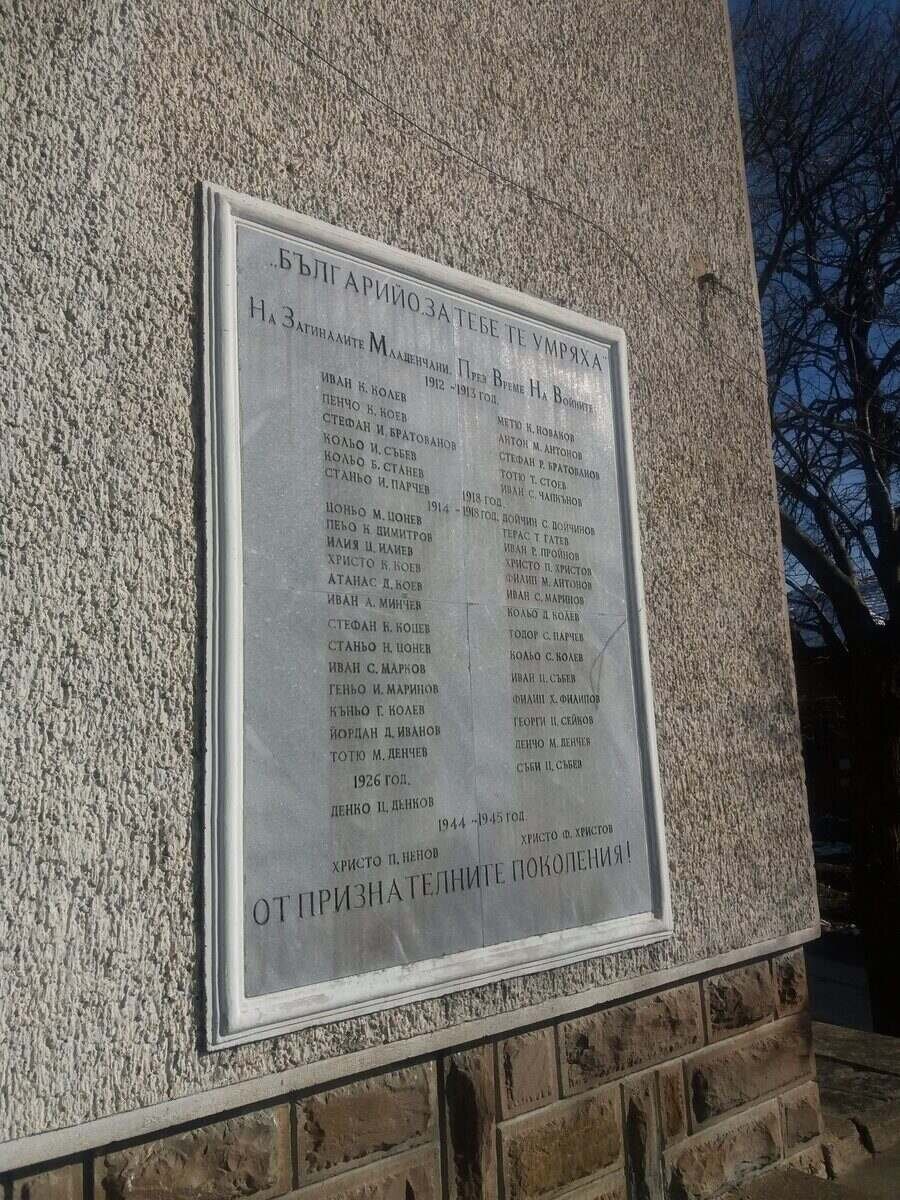 „БЪЛГАРИЙО, ЗА ТЕБЕ ТЕ УМРЯХА"
На Загиналите Младенчани, През Време На Войните:
1912 - 1913 ГОД.
ИВАН К. КОЛЕВ
ПЕНЧО К. КОЕВ
СТЕФАН И. БРАТОВАНОВ
КОЛЬО И. СЪБЕВ
КОЛЬО Б. СТАНЕВ
СТАНЬО И. ПАРЧЕВ
МЕТЮ К. НОВАКОВ
АНТОН М. АНТОНОВ
СТЕФАН Р. БРАТОВАНОВ
ТОТЮ Т. СТОЕВ
ИВАН С. ЧАПКЪНОВ
1918 ГОД
1914 - 1918 ГОД.
ЦОНЬО М. ЦОНЕВ
ПЕЬО К. ДИМИТРОВ
ИЛИЯ Ц. ИЛИЕВ
ХРИСТО К. КОЕВ
АТАНАС Д. КОЕВ
ИВАН А. МИНЧЕВ
СТЕФАН К. КОЦЕВ
СТАНЬО Н. ЦОНЕВ
ИВАН С. МАРКОВ
ГЕНЬО И. МАРИНОВ
КЪНЬО Г. КОЛЕВ
ЙОРДАН Д. ИВАНОВ
ТОТЮ М. ДЕНЧЕВ
ДОЙЧИН С. ДОЙЧИНОВ
ТЕРАС Т. ГАТЕВ
ИВАН Р. ПРОЙНОВ
ХРИСТО П. ХРИСТОВ
ФИЛИП М. АНТОНОВ
ИВАН С. МАРИНОВ
КОЛЬО Д. КОЛЕВ
ТОДОР С. ПАРЧЕВ
КОЛЬО С. КОЛЕВ
ИВАН Ц. СЪБЕВ
ФИЛИП Х. ФИЛИПОВ
ГЕОРГИ Ц. СЕЙКОВ
ДЕНЧО М. ДЕНЧЕВ
СЪБИ Ц. СЪБЕВ
1926 ГОД.
ДЕНКО Ц. ДЕНКОВ
1944 - 1945 ГОД
ХРИСТО П. НЕНОВ
ХРИСТО Ф. ХРИСТОВ
ОТ ПРИЗНАТЕЛНИТЕ ПОКОЛЕНИЯ!